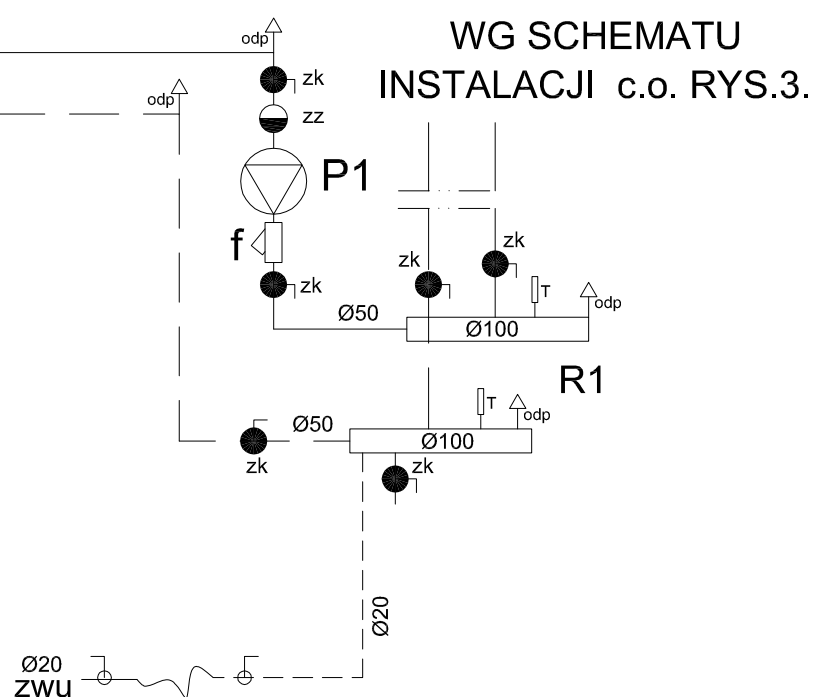 odp
WG SCHEMATU
INSTALACJI c.o. RYS.3.
zk
odp
zz
P1
f
zk
zk
zk
T
odp
Ø50
Ø100
R1
T
odp
Ø50
Ø100
zk
zk
Ø20
Ø20
zwu